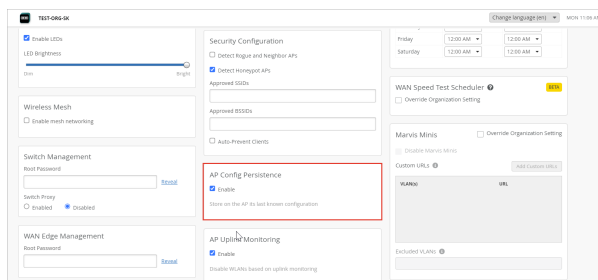 TEST-ORG-SK
Change language (en)
MON 11:06 AM
Enable LEDs
LED Brightness
Dim
Bright
Wireless Mesh
Enable mesh networking
Switch Management
Root Password
Reveal
Switch Proxy
Enabled
Disabled
WAN Edge Management
Root Password
Reveal
Security Configuration
Detect Rogue and Neighbor APs
Detect Honeypot APs
Approved SSIDs
Approved BSSIDs
Auto-Prevent Clients
AP Config Persistence
Enable
Store on the AP its last known configuration
AP Uplink Monitoring
Enable
Disable WLANs based on uplink monitoring
Friday
12:00 AM
12:00 AM
Saturday
12:00 AM
12:00 AM
WAN Speed Test Scheduler
BETA
Override Organization Setting
Marvis Minis
Override Organization Setting
Disable Marvis Minis
Custom URLs
Add Custom URLs
VLAN(s)
URL
Excluded VLANs